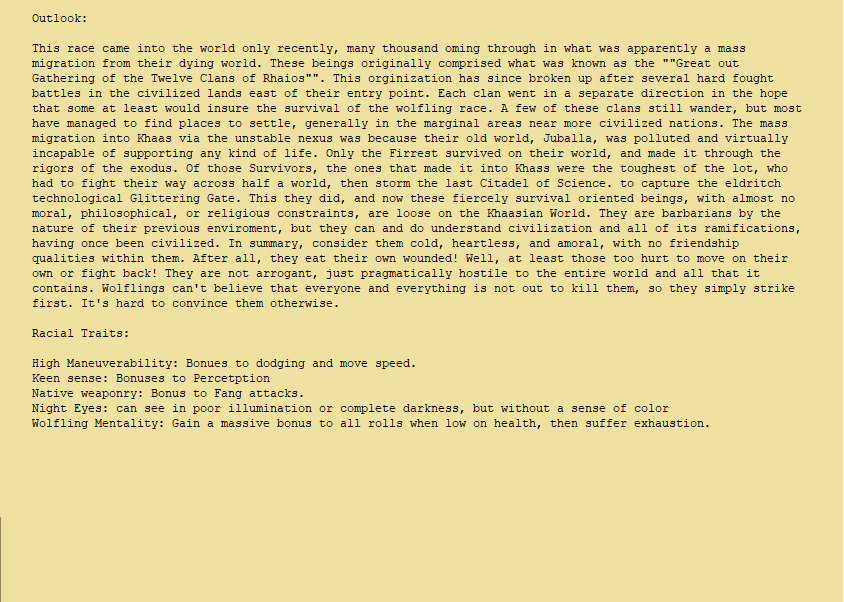 Outlook:
This race came into the world only recently, many thousand oming through in what was apparently a mass
migration from their dying world. These beings originally comprised what was known as the ""Great out
Gathering of the Twelve Clans of Rhaios"". This orginization has since broken up after several hard fought
battles in the civilized lands east of their entry point. Each clan went in a separate direction in the hope
that some at least would insure the survival of the wolfling race. A few of these clans still wander, but most
have managed to find places to settle, generally in the marginal areas near more civilized nations. The mass
migration into Khaas via the unstable nexus was because their old world, Juballa, was polluted and virtually
incapable of supporting any kind of life. Only the Firrest survived on their world, and made it through the
rigors of the exodus. Of those Survivors, the ones that made it into Khass were the toughest of the lot, who
had to fight their way across half a world, then storm the last Citadel of Science. to capture the eldritch
technological Glittering Gate. This they did, and now these fiercely survival oriented beings, with almost no
moral, philosophical, or religious constraints, are loose on the Khaasian World. They are barbarians by the
nature of their previous enviroment, but they can and do understand civilization and all of its ramifications,
having once been civilized. In summary, consider them cold, heartless, and amoral, with no friendship
qualities within them. After all, they eat their own wounded! Well, at least those too hurt to move on their
own or fight back! They are not arrogant, just pragmatically hostile to the entire world and all that it
contains. Wolflings can't believe that everyone and everything is not out to kill them, so they simply strike
first. It's hard to convince them otherwise.
Racial Traits:
High Maneuverability: Bonues to dodging and move speed.
Keen sense: Bonuses to Percetption
Native weaponry: Bonus to Fang attacks.
Night Eyes: can see in poor illumination or complete darkness, but without a sense of color
Wolfling Mentality: Gain a massive bonus to all rolls when low on health, then suffer exhaustion.